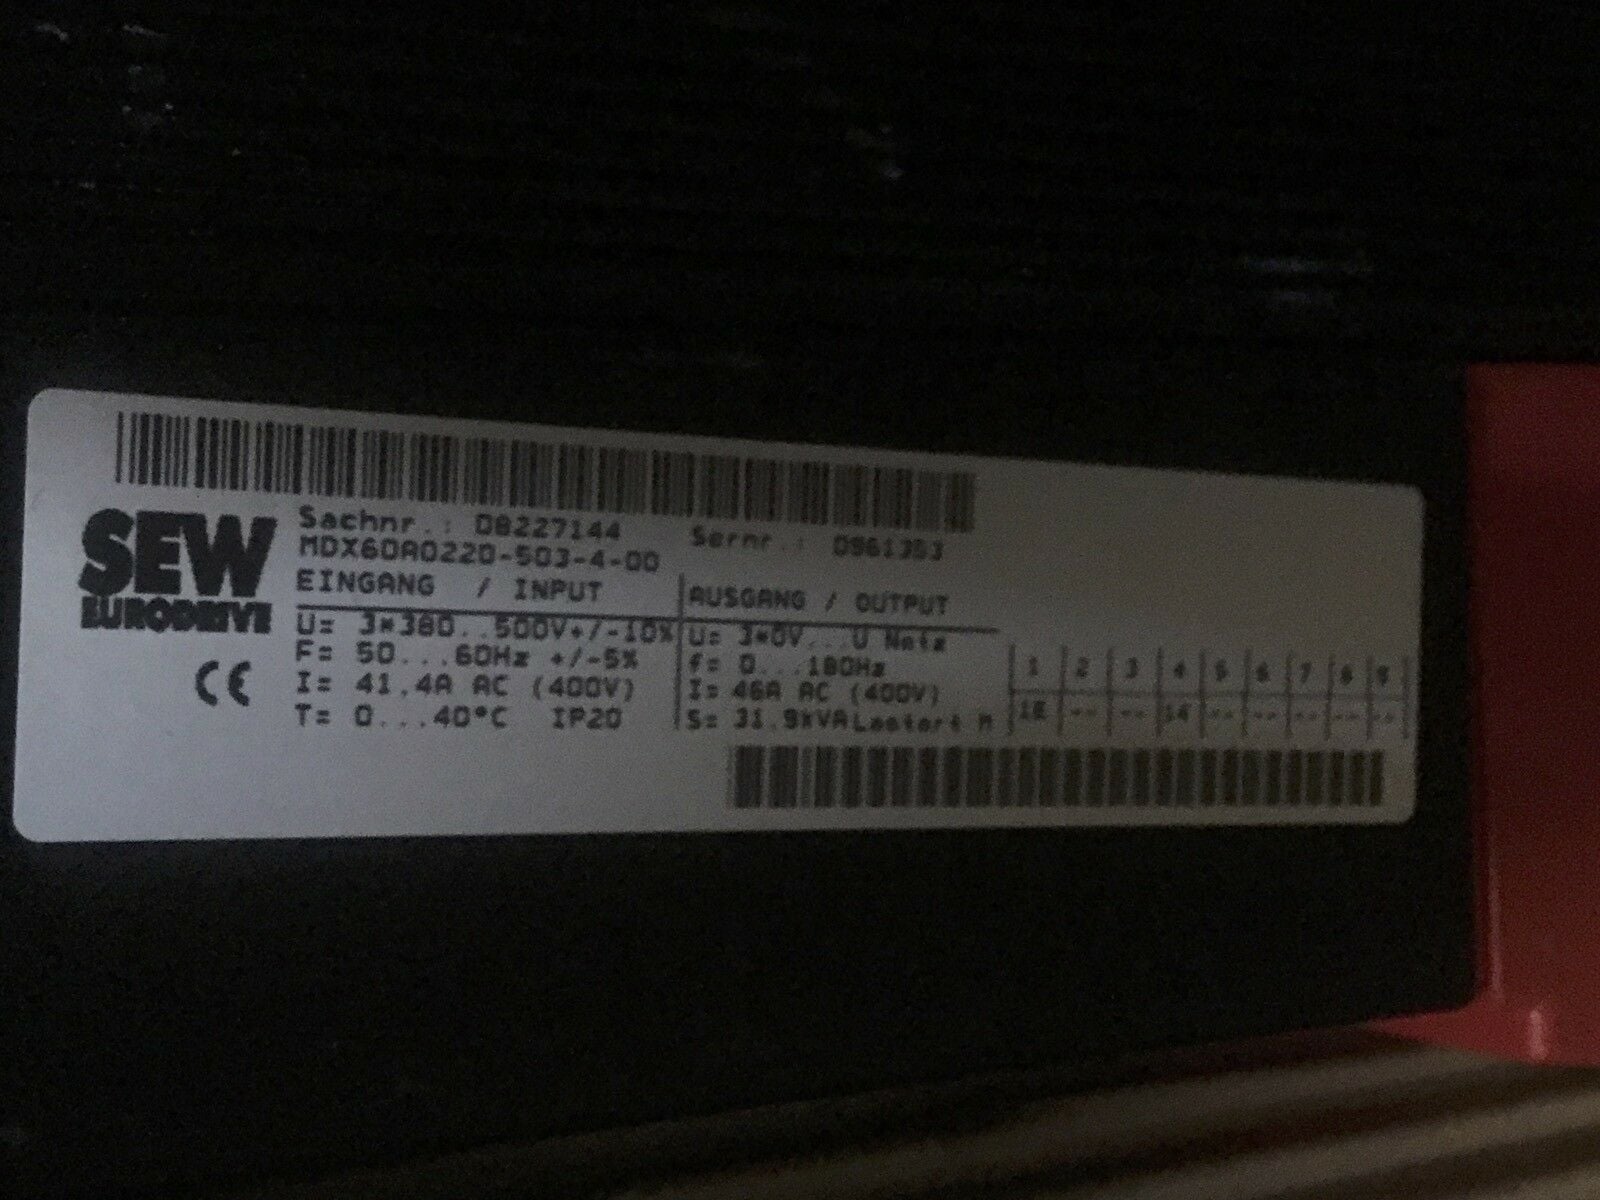 SEW
EURODRIVE
CE
Sachnr.: 08227144 Sernr.: 0961353
MDX60A0220-503-4-00
EINGANG / INPUT AUSGANG / OUTPUT
U= 3*380..500V+/-10% U= 3*0V...U Netz
F= 50...60Hz +/-5% f= 0...180Hz
I= 41.4A AC (400V) I= 46A AC (400V)
T= 0...40°C IP20 S= 31.9kVA Lastart M
1 2 3 4 5 6 7 8 9
-- -- 14 -- -- -- -- --